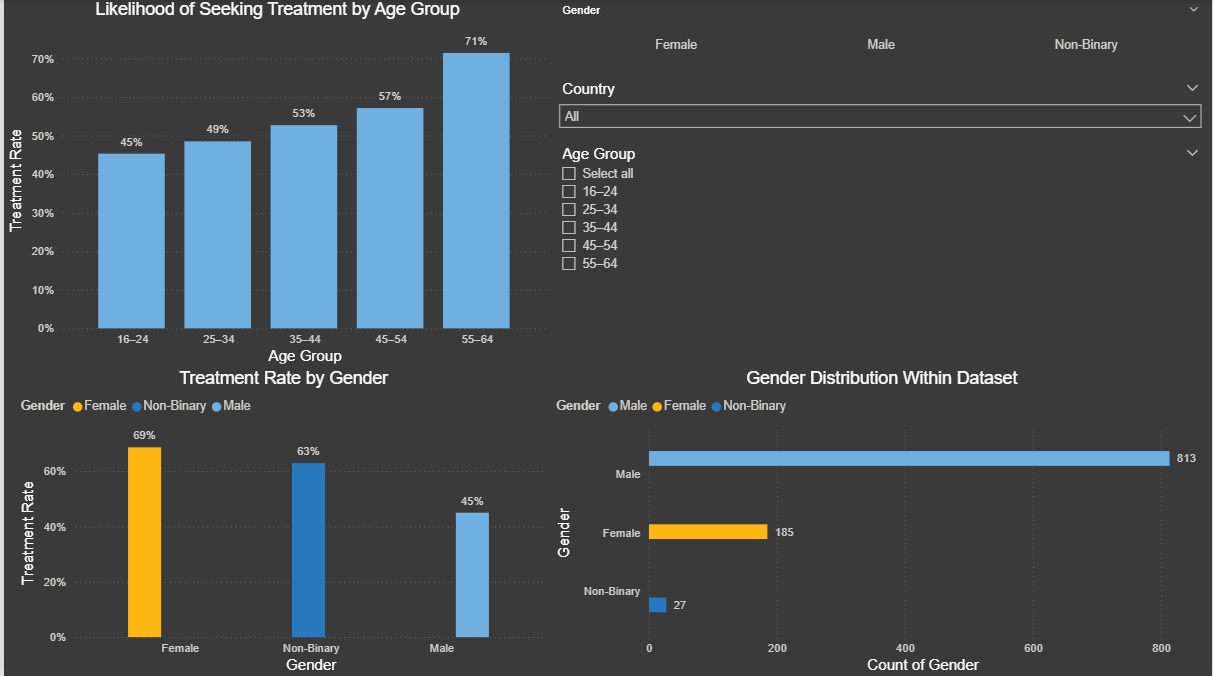 Likelihood of Seeking Treatment by Age Group
Treatment Rate
70%
60%
50%
40%
30%
20%
10%
0%
45%
49%
53%
57%
71%
16–24
25–34
35–44
45–54
55–64
Age Group
Gender
Female Male Non-Binary
Country
All
Age Group
Select all
16–24
25–34
35–44
45–54
55–64
Treatment Rate by Gender
Gender Female Non-Binary Male
Treatment Rate
60%
40%
20%
0%
69%
63%
45%
Female Non-Binary Male
Gender
Gender Distribution Within Dataset
Gender Male Female Non-Binary
Gender
Male 813
Female 185
Non-Binary 27
0 200 400 600 800
Count of Gender